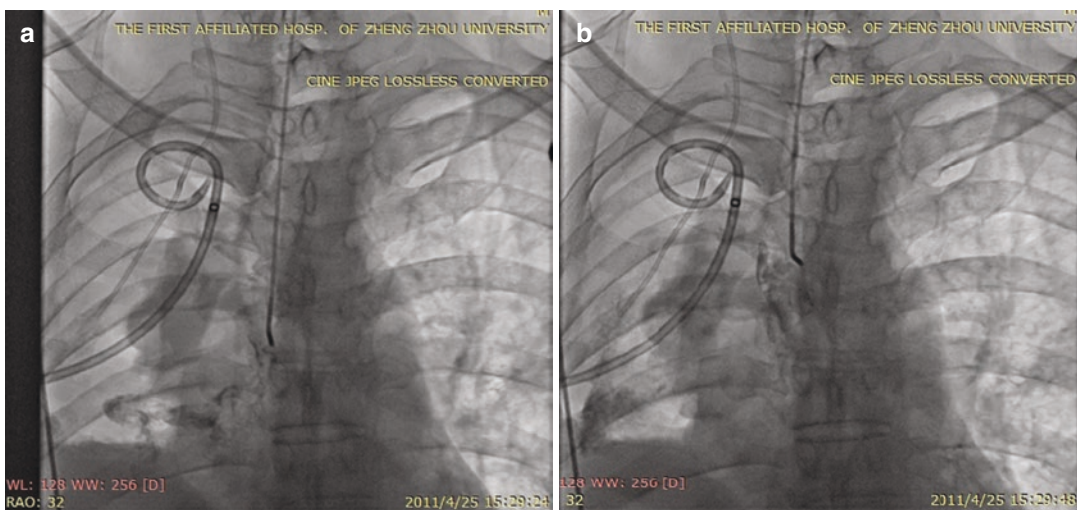 a
THE FIRST AFFILIATED HOSP. OF ZHENG ZHOU UNIVERSITY
CINE JPEG LOSSLESS CONVERTED
WL: 128 WW: 256 [D]
RAO: 32
2011/4/25 15:29:24
b
THE FIRST AFFILIATED HOSP. OF ZHENG ZHOU UNIVERSITY
CINE JPEG LOSSLESS CONVERTED
128 WW: 256 [D]
32
2011/4/25 15:29:48